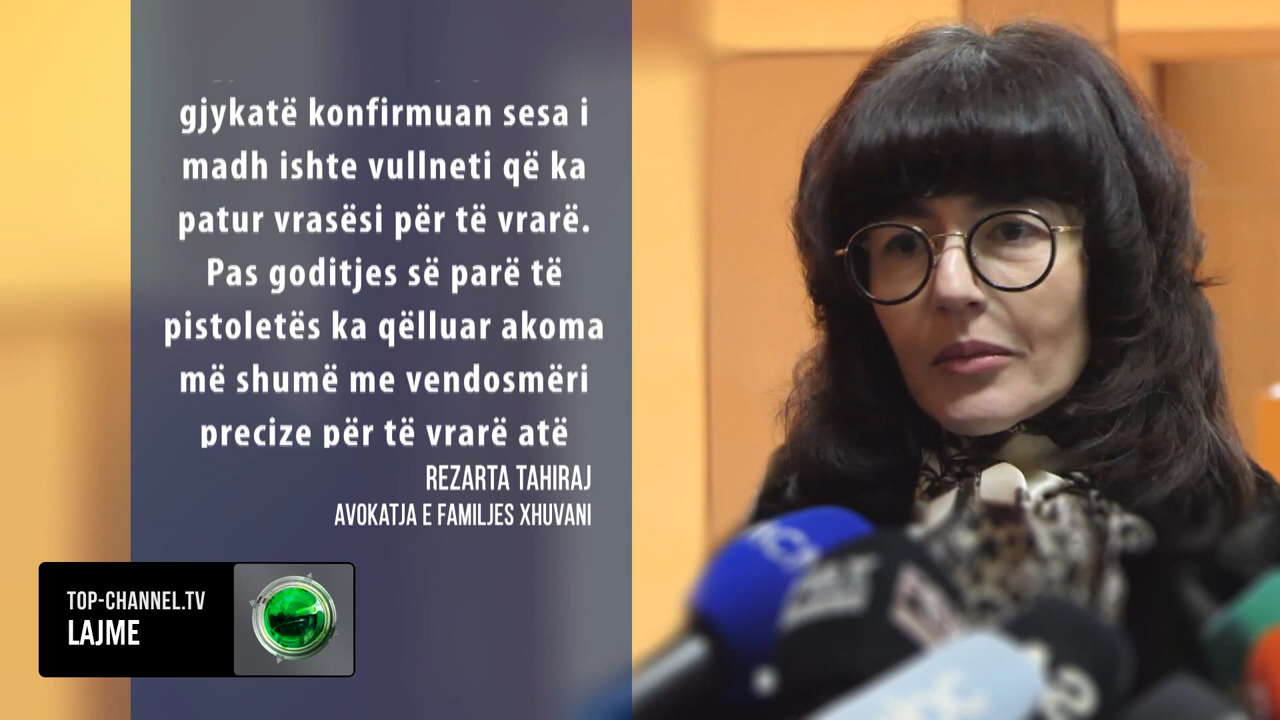 gjykatë konfirmuan sesa i
madh ishte vullneti që ka
patur vrasësi për të vrarë.
Pas goditjes së parë të
pistoletës ka qëlluar akoma
më shumë me vendosmëri
precize për të vrarë atë
REZARTA TAHIRAJ
AVOKATJA E FAMILJES XHUVANI
TOP-CHANNEL.TV
LAJME